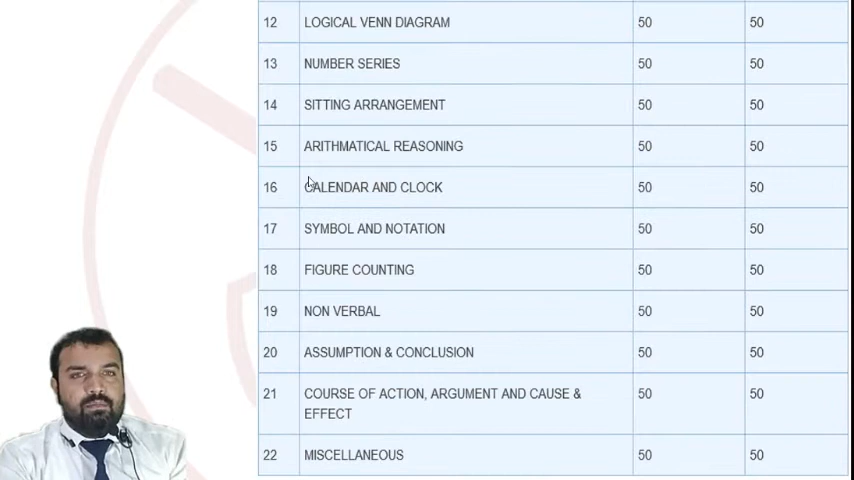 12 LOGICAL VENN DIAGRAM 50 50
13 NUMBER SERIES 50 50
14 SITTING ARRANGEMENT 50 50
15 ARITHMATICAL REASONING 50 50
16 CALENDAR AND CLOCK 50 50
17 SYMBOL AND NOTATION 50 50
18 FIGURE COUNTING 50 50
19 NON VERBAL 50 50
20 ASSUMPTION & CONCLUSION 50 50
21 COURSE OF ACTION, ARGUMENT AND CAUSE & 50 50
EFFECT
22 MISCELLANEOUS 50 50